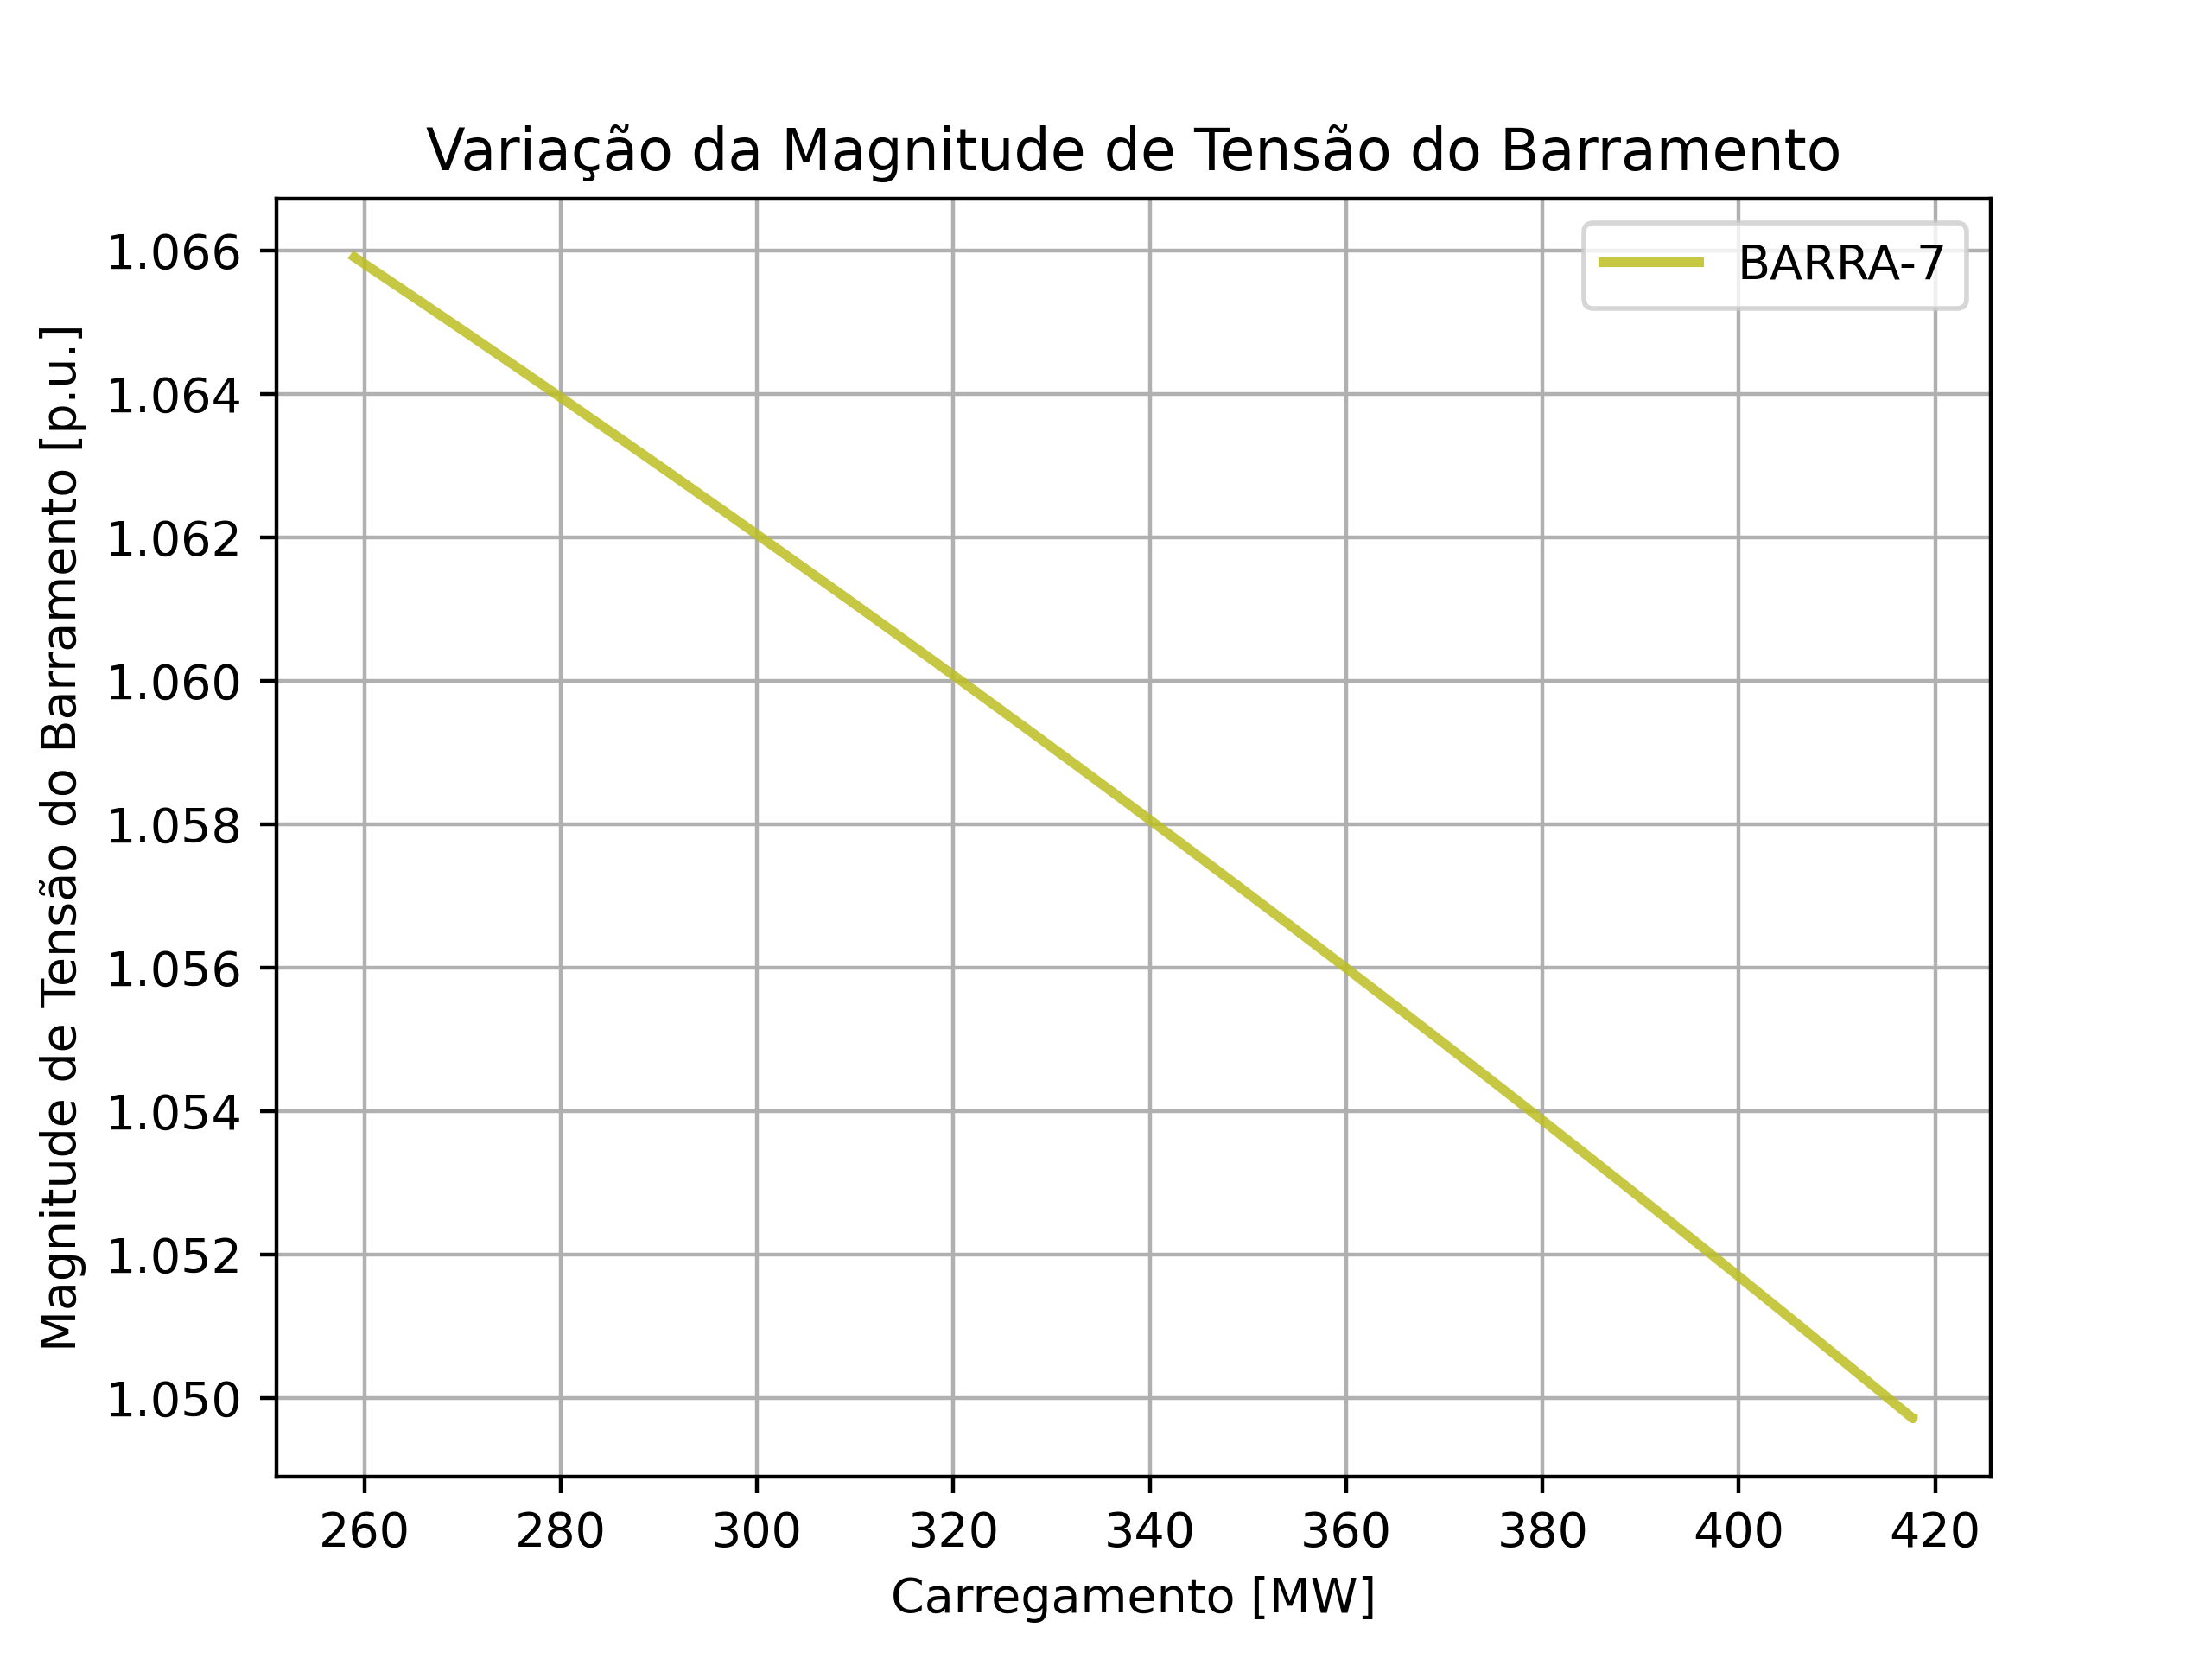 Variação da Magnitude de Tensão do Barramento
BARRA-7
Magnitude de Tensão do Barramento [p.u.]
1.066
1.064
1.062
1.060
1.058
1.056
1.054
1.052
1.050
260 280 300 320 340 360 380 400 420
Carregamento [MW]